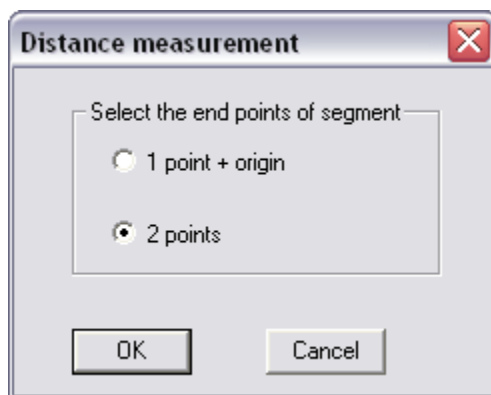 Distance measurement
Select the end points of segment
1 point + origin
2 points
OK Cancel